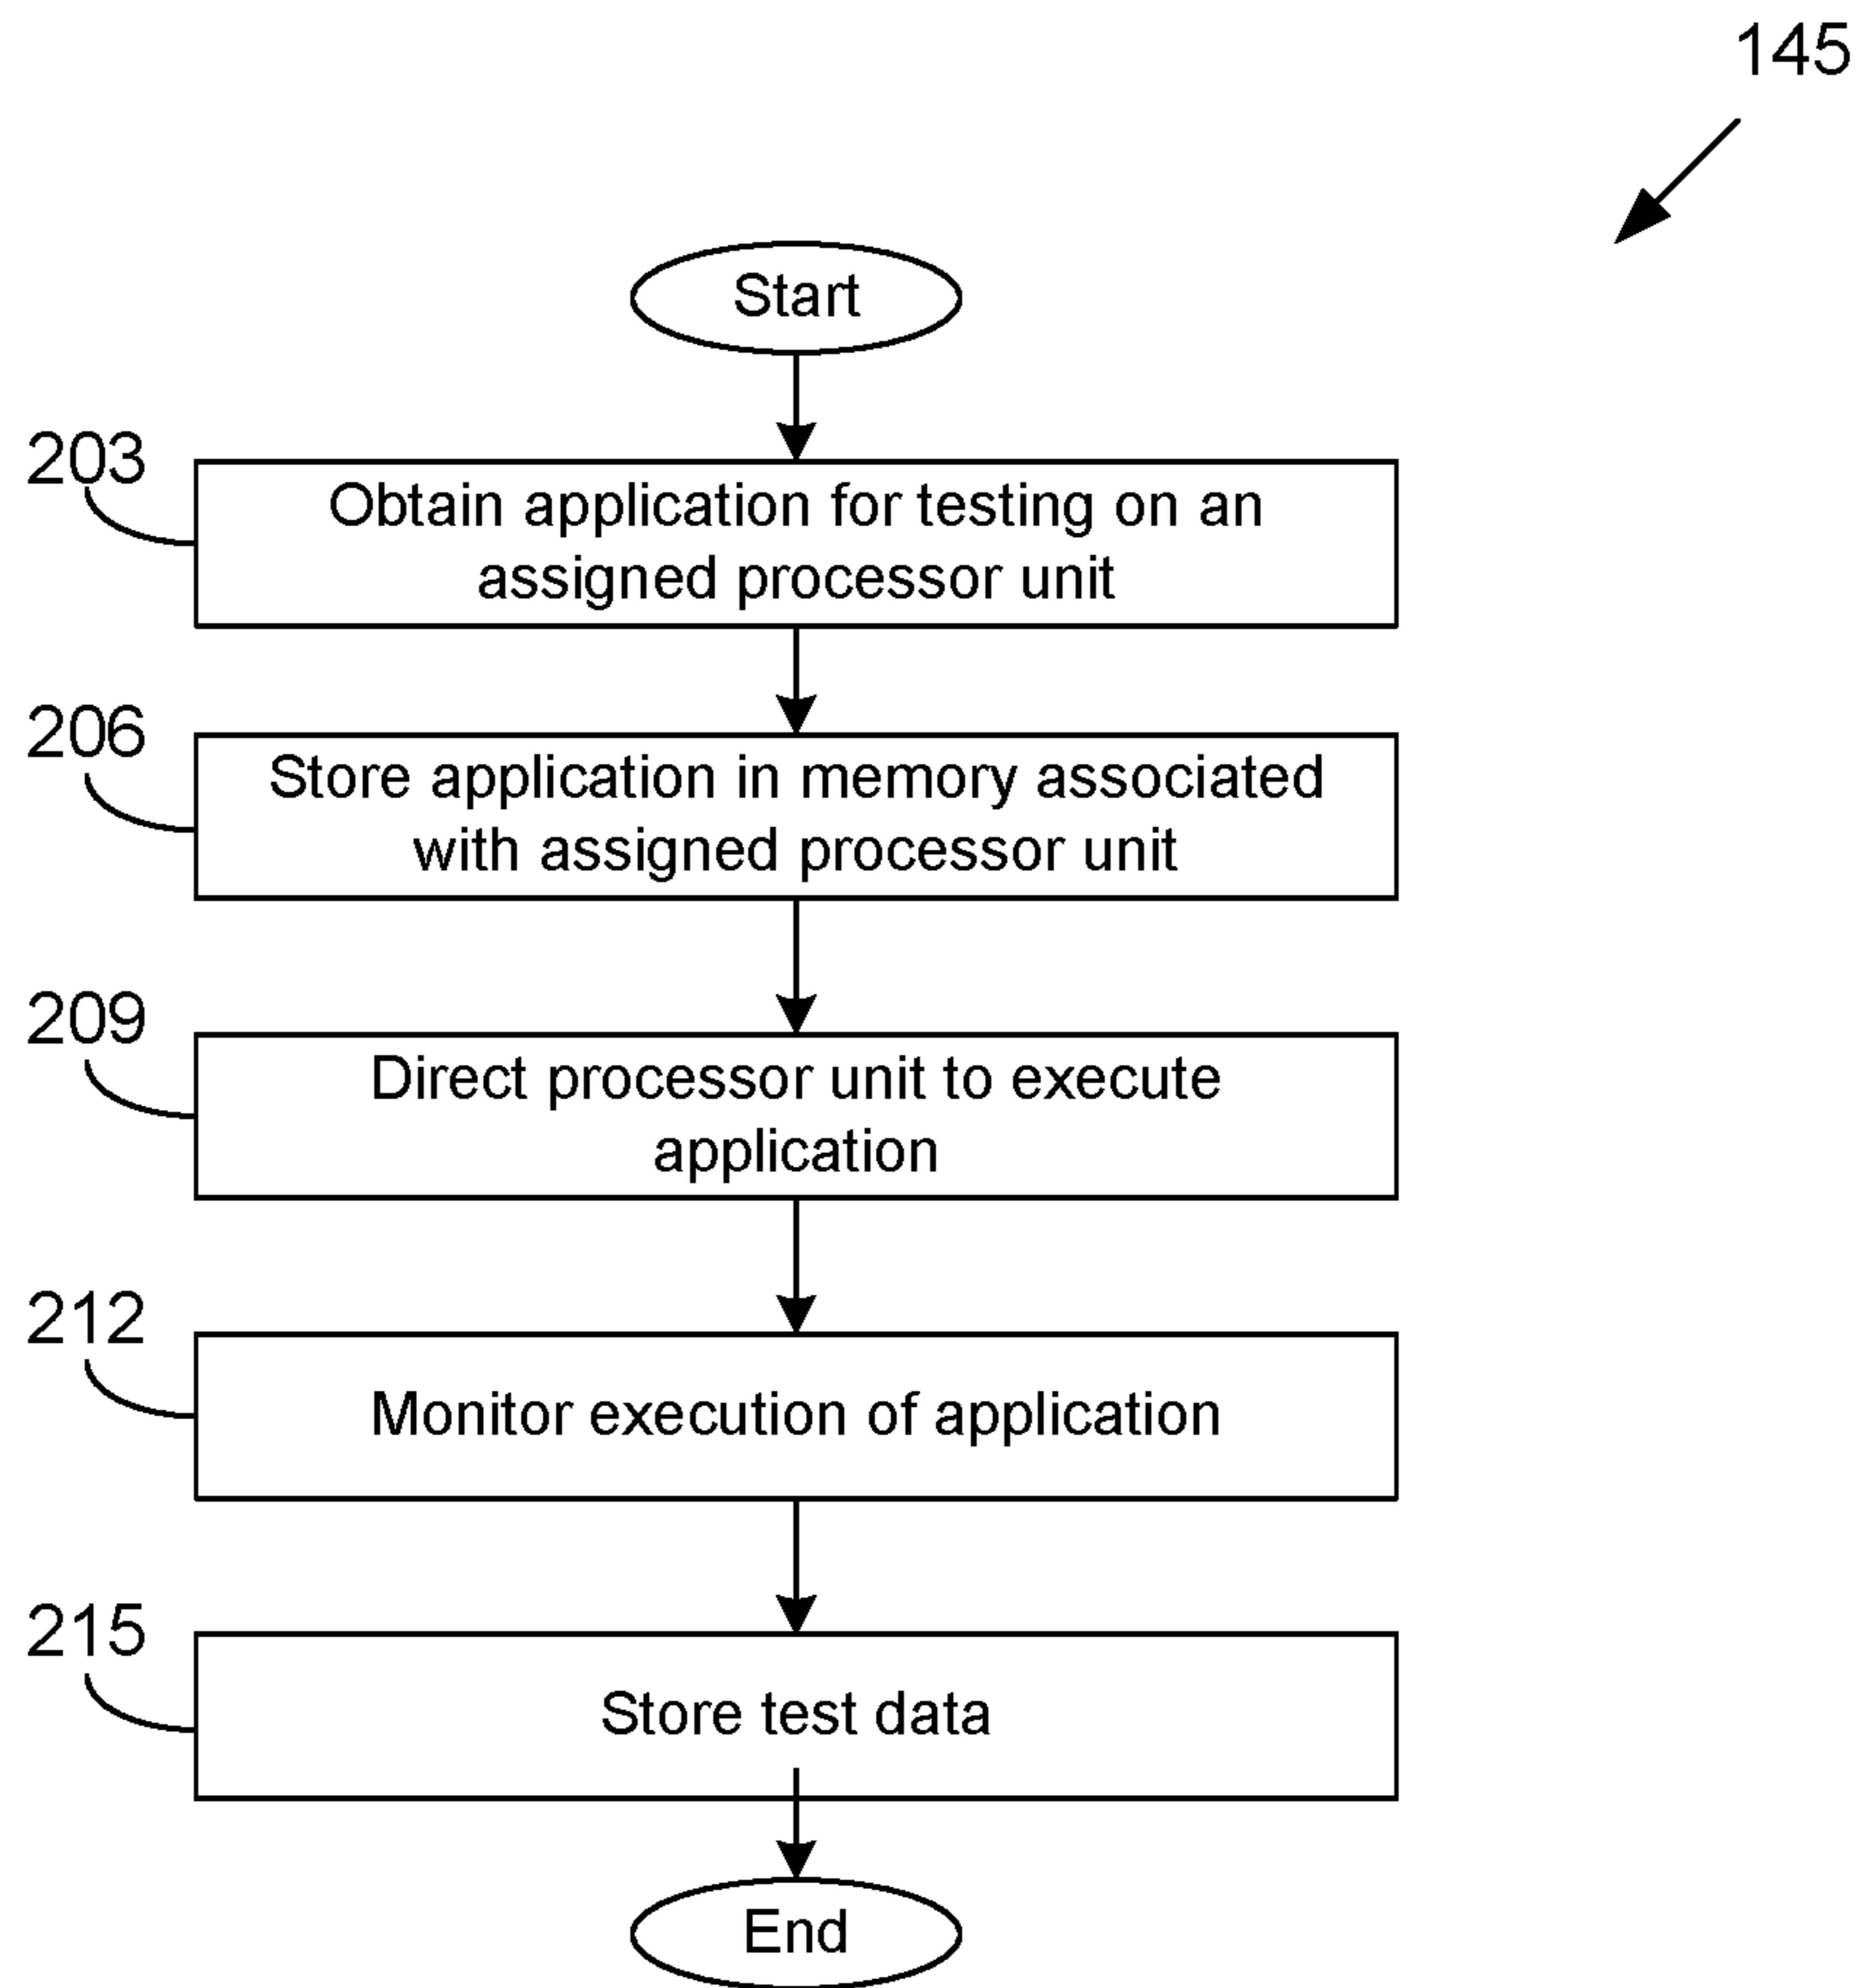 145
Start
203
Obtain application for testing on an
assigned processor unit
206
Store application in memory associated
with assigned processor unit
209
Direct processor unit to execute
application
212
Monitor execution of application
215
Store test data
End